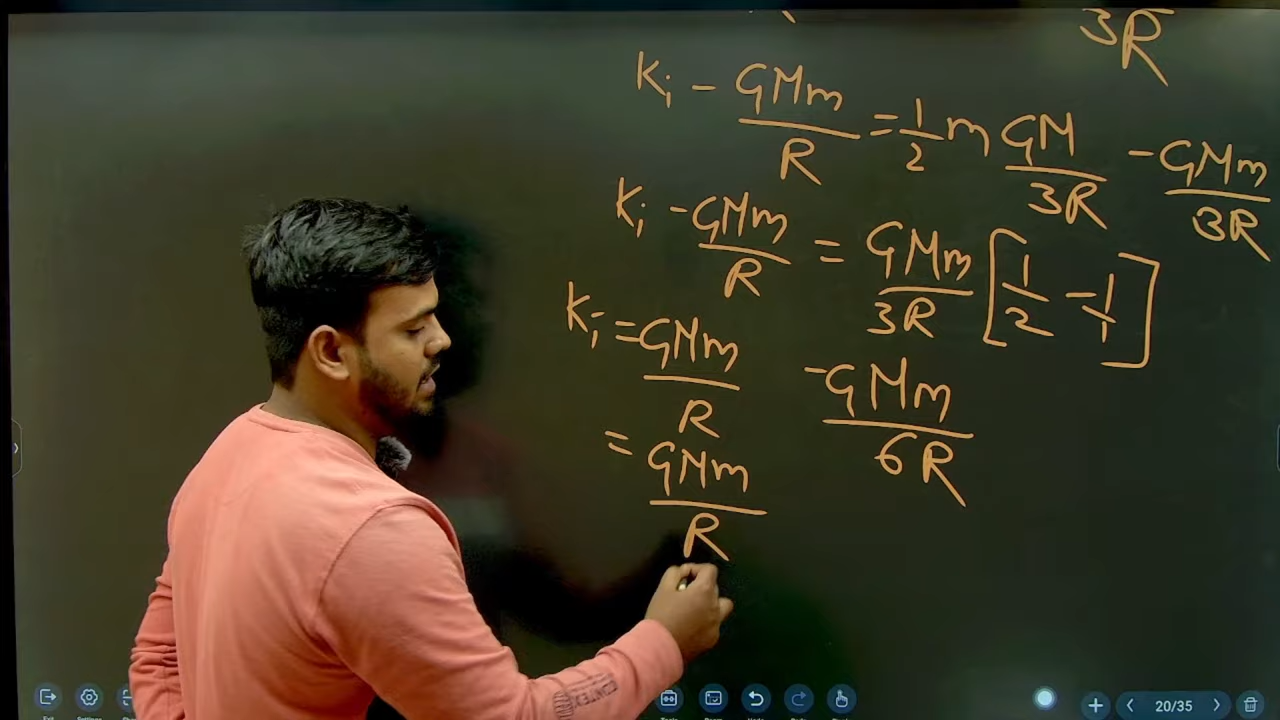 3R
Ki - GMm/R = 1/2 m GM/3R - GMm/3R
Ki - GMm/R = GMm/3R [1/2 - 1/1]
Ki = GMm/R - GMm/6R
= GMm/R
20/35